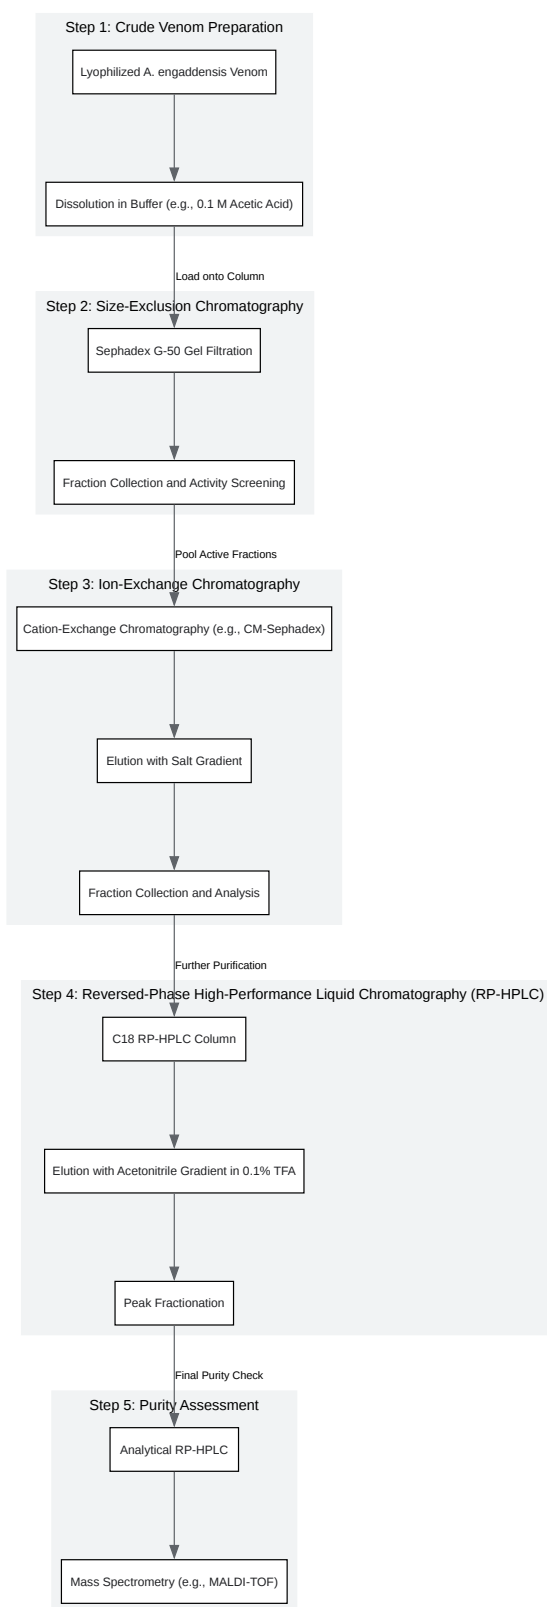 Step 1: Crude Venom Preparation
Lyophilized A. engaddensis Venom
Dissolution in Buffer (e.g., 0.1 M Acetic Acid)
Load onto Column
Step 2: Size-Exclusion Chromatography
Sephadex G-50 Gel Filtration
Fraction Collection and Activity Screening
Pool Active Fractions
Step 3: Ion-Exchange Chromatography
Cation-Exchange Chromatography (e.g., CM-Sephadex)
Elution with Salt Gradient
Fraction Collection and Analysis
Further Purification
Step 4: Reversed-Phase High-Performance Liquid Chromatography (RP-HPLC)
C18 RP-HPLC Column
Elution with Acetonitrile Gradient in 0.1% TFA
Peak Fractionation
Final Purity Check
Step 5: Purity Assessment
Analytical RP-HPLC
Mass Spectrometry (e.g., MALDI-TOF)